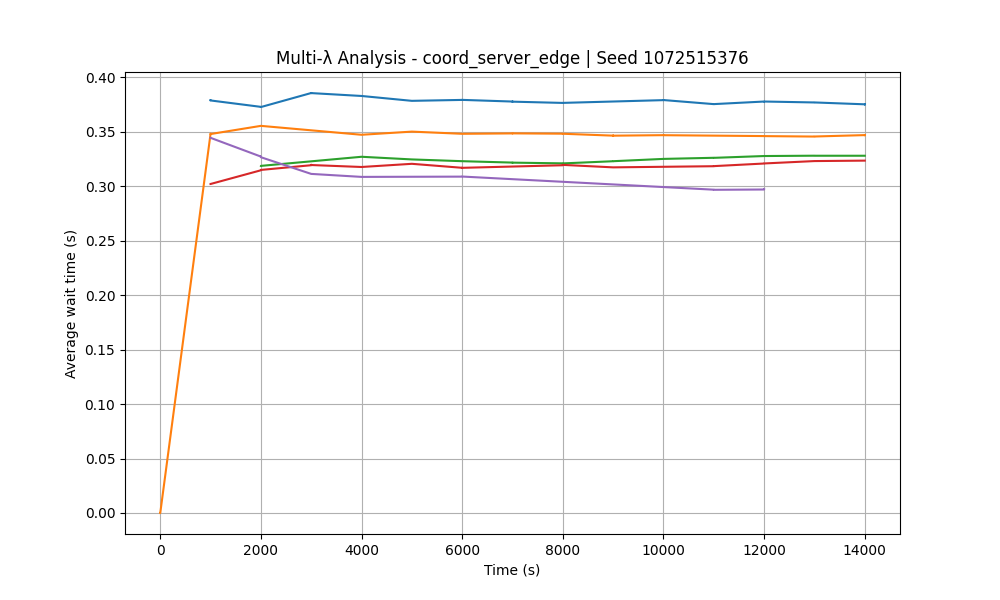 Multi-λ Analysis - coord_server_edge | Seed 1072515376
Average wait time (s)
0.40
0.35
0.30
0.25
0.20
0.15
0.10
0.05
0.00
0 2000 4000 6000 8000 10000 12000 14000
Time (s)